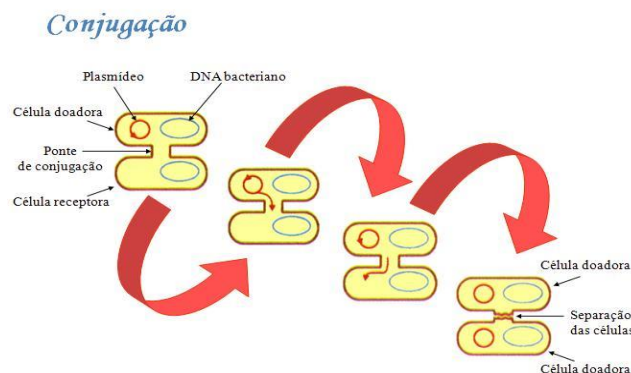 Conjugação
Plasmídeo
DNA bacteriano
Célula doadora
Ponte
de conjugação
Célula receptora
Célula doadora
Separação
das células
Célula doadora